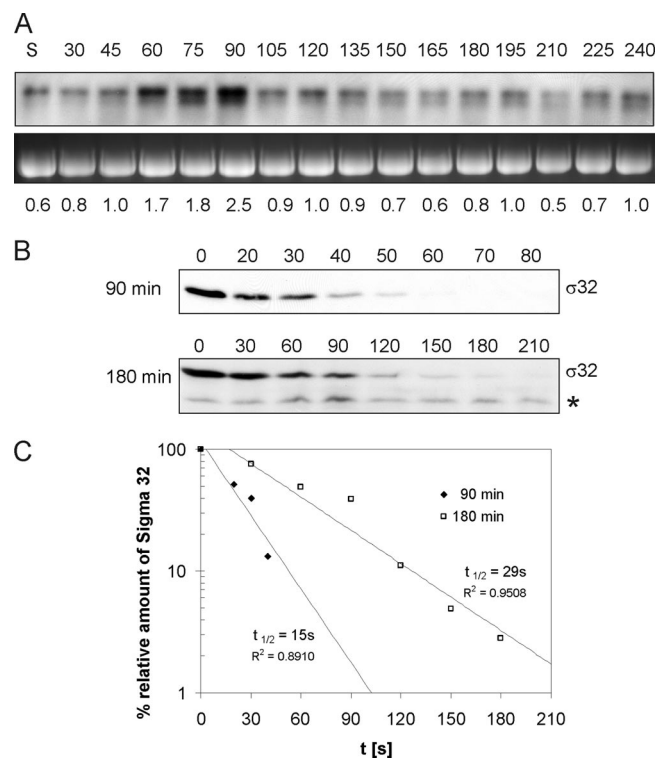 A
S 30 45 60 75 90 105 120 135 150 165 180 195 210 225 240
0.6 0.8 1.0 1.7 1.8 2.5 0.9 1.0 0.9 0.7 0.6 0.8 1.0 0.5 0.7 1.0
B
0 20 30 40 50 60 70 80
90 min
σ32
0 30 60 90 120 150 180 210
180 min
σ32
*
C
% relative amount of Sigma 32
100
10
1
90 min
180 min
t 1/2 = 29s
R² = 0.9508
t 1/2 = 15s
R² = 0.8910
0 30 60 90 120 150 180 210
t [s]